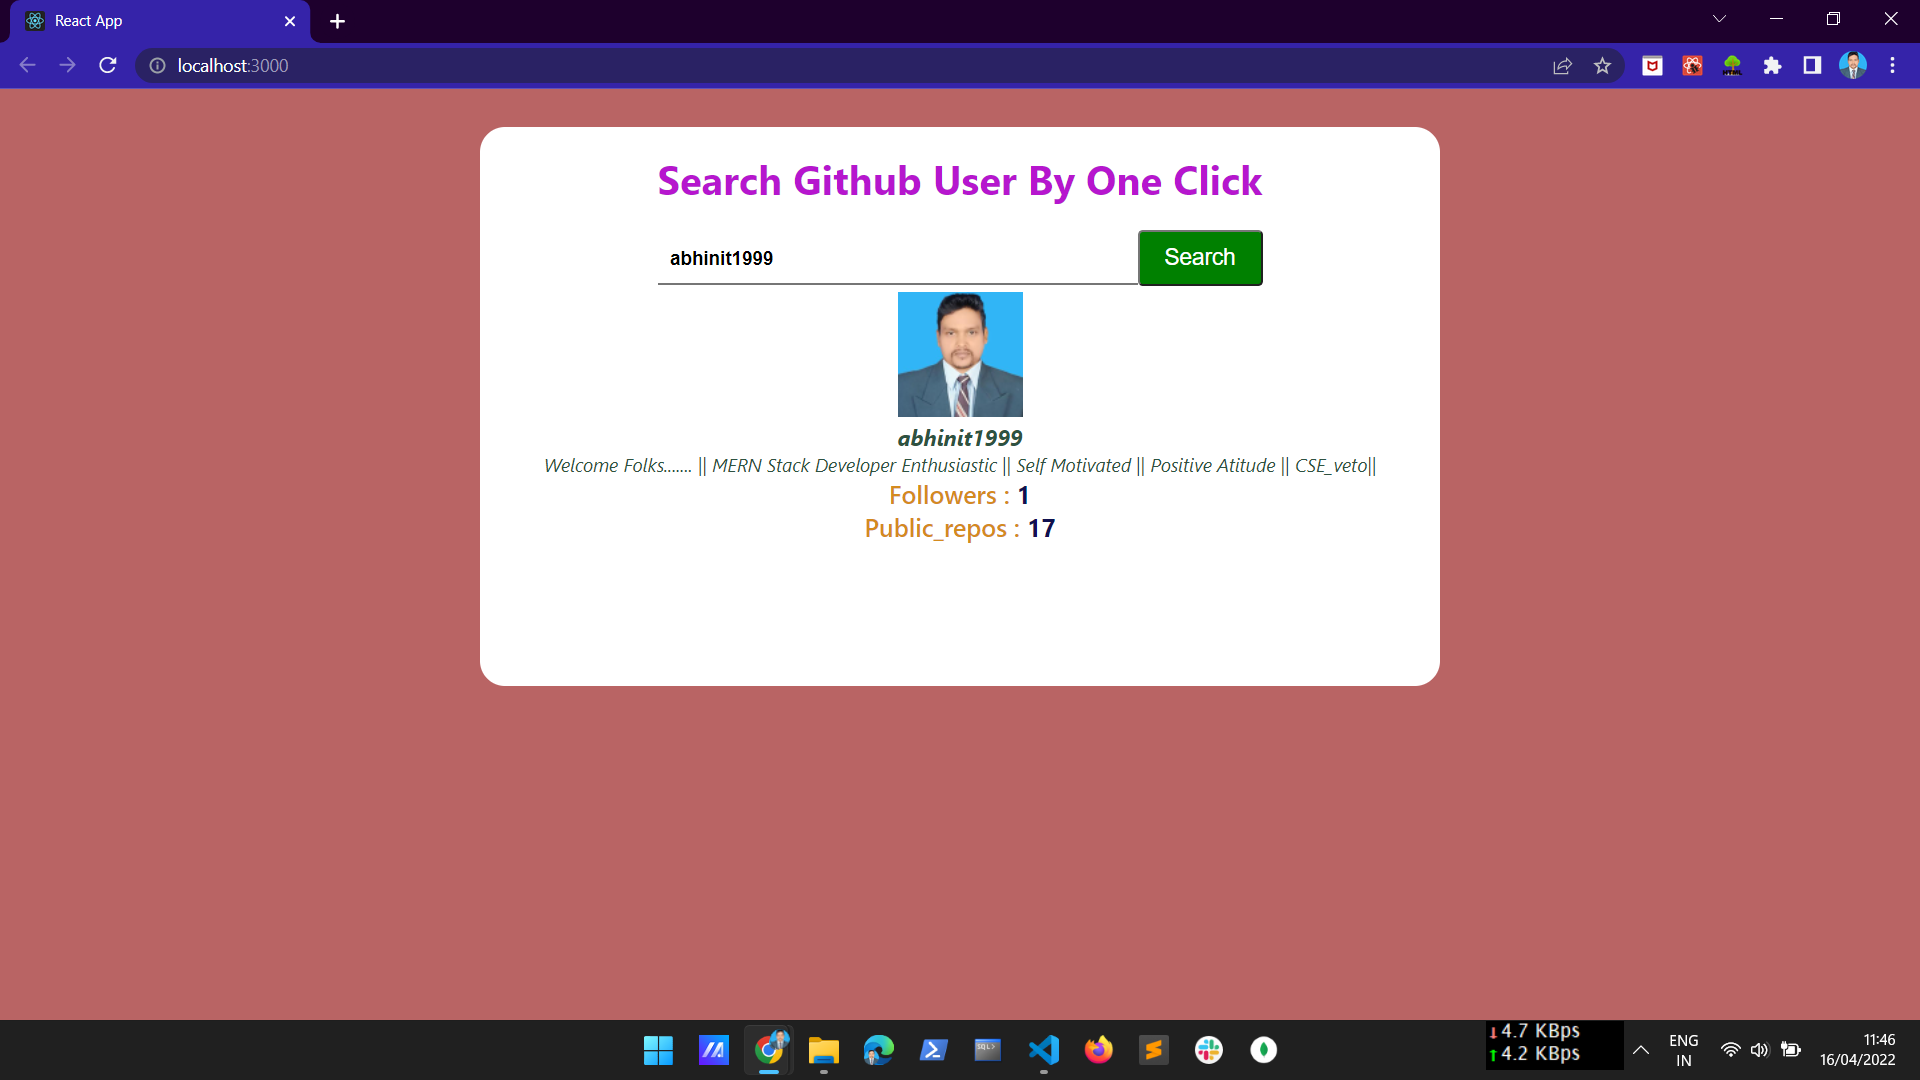 React App
localhost:3000
Search Github User By One Click
abhinit1999
Search
abhinit1999
Welcome Folks....... || MERN Stack Developer Enthusiastic || Self Motivated || Positive Atitude || CSE_veto||
Followers : 1
Public_repos : 17
SQL>
4.7 KBps
4.2 KBps
ENG
IN
11:46
16/04/2022